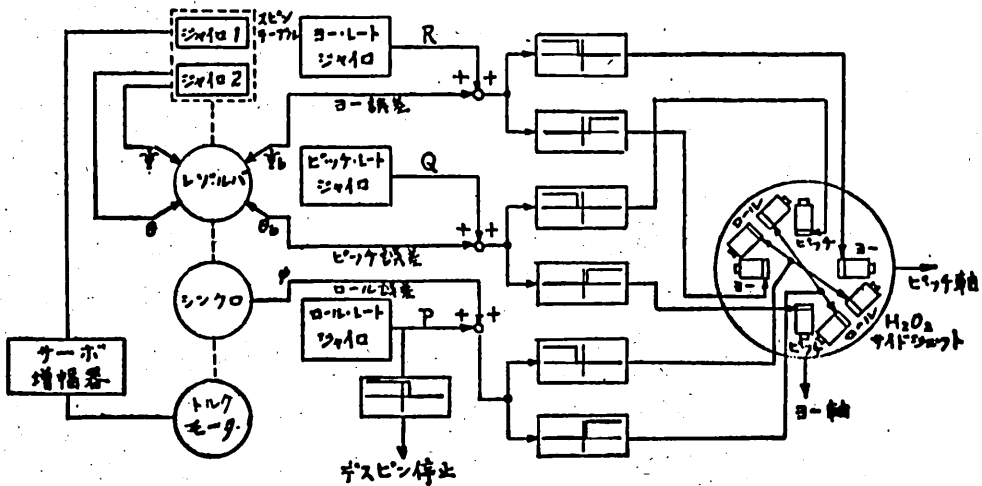 ジャイロ1
スピン
テーブル
ジャイロ2
ヨー・レート
ジャイロ
R
+ +
ヨー誤差
Ψ
Ψb
レゾルバ
ピッチ・レート
ジャイロ
Q
θ
θb
+ +
ピッチ誤差
シンクロ
φ
ロール誤差
ロール・レート
ジャイロ
P
+ +
サーボ
増幅器
トルク
モータ
デスピン停止
ロール
ピッチ
ヨー
ヨー
ピッチ
ロール
ピッチ軸
H₂O₂
サイドジェット
ヨー軸